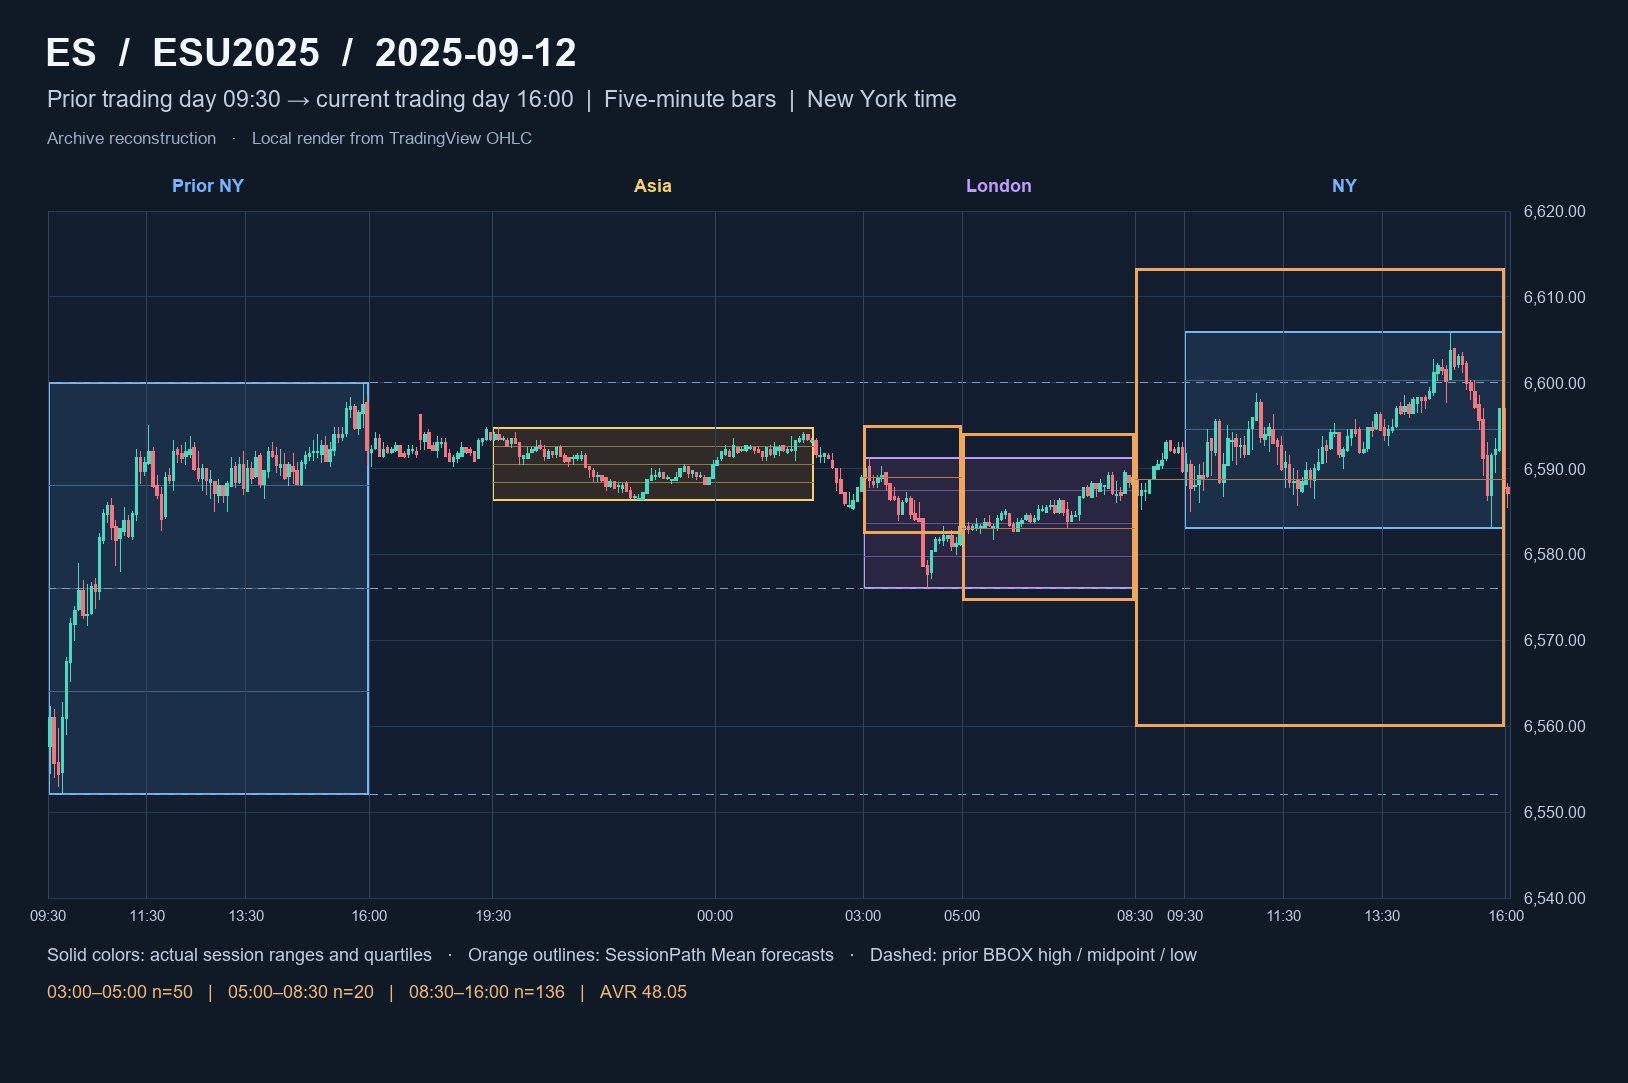 ES / ESU2025 / 2025-09-12
Prior trading day 09:30 → current trading day 16:00 | Five-minute bars | New York time
Archive reconstruction · Local render from TradingView OHLC
Prior NY Asia London NY
6,620.00
6,610.00
6,600.00
6,590.00
6,580.00
6,570.00
6,560.00
6,550.00
6,540.00
09:30 11:30 13:30 16:00 19:30 00:00 03:00 05:00 08:30 09:30 11:30 13:30 16:00
Solid colors: actual session ranges and quartiles · Orange outlines: SessionPath Mean forecasts · Dashed: prior BBOX high / midpoint / low
03:00–05:00 n=50 | 05:00–08:30 n=20 | 08:30–16:00 n=136 | AVR 48.05